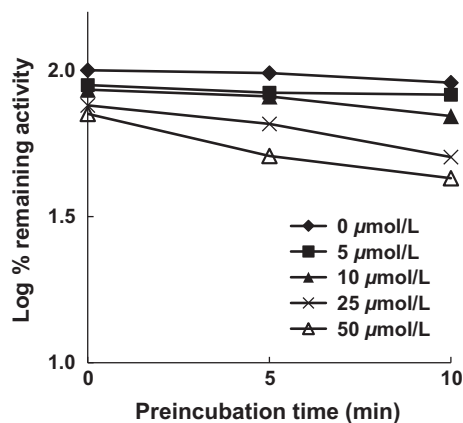 Log % remaining activity
2.0
1.5
1.0
0 µmol/L
5 µmol/L
10 µmol/L
25 µmol/L
50 µmol/L
0
5
10
Preincubation time (min)